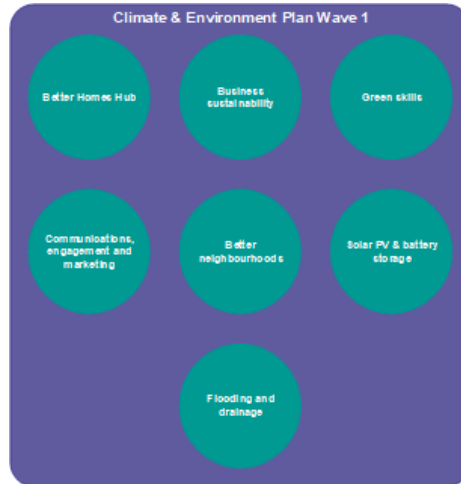 Climate & Environment Plan Wave 1
Better Homes Hub
Business
sustainability
Green skills
Communications,
engagement and
marketing
Better
neighbourhoods
Solar PV & battery
storage
Flooding and
drainage